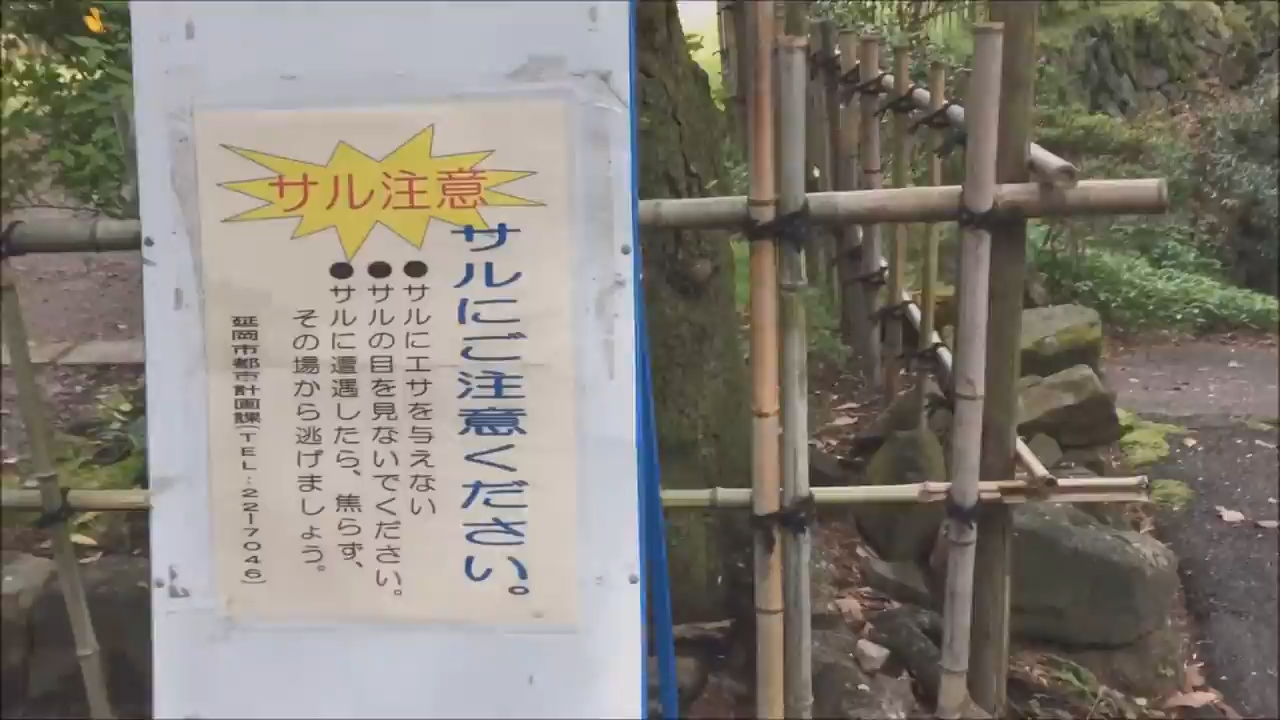 サル注意
サルにご注意ください。
●サルにエサを与えない
●サルの目を見ないでください。
●サルに遭遇したら、焦らず、
その場から逃げましょう。
延岡市都市計画課(TEL:22-7046)